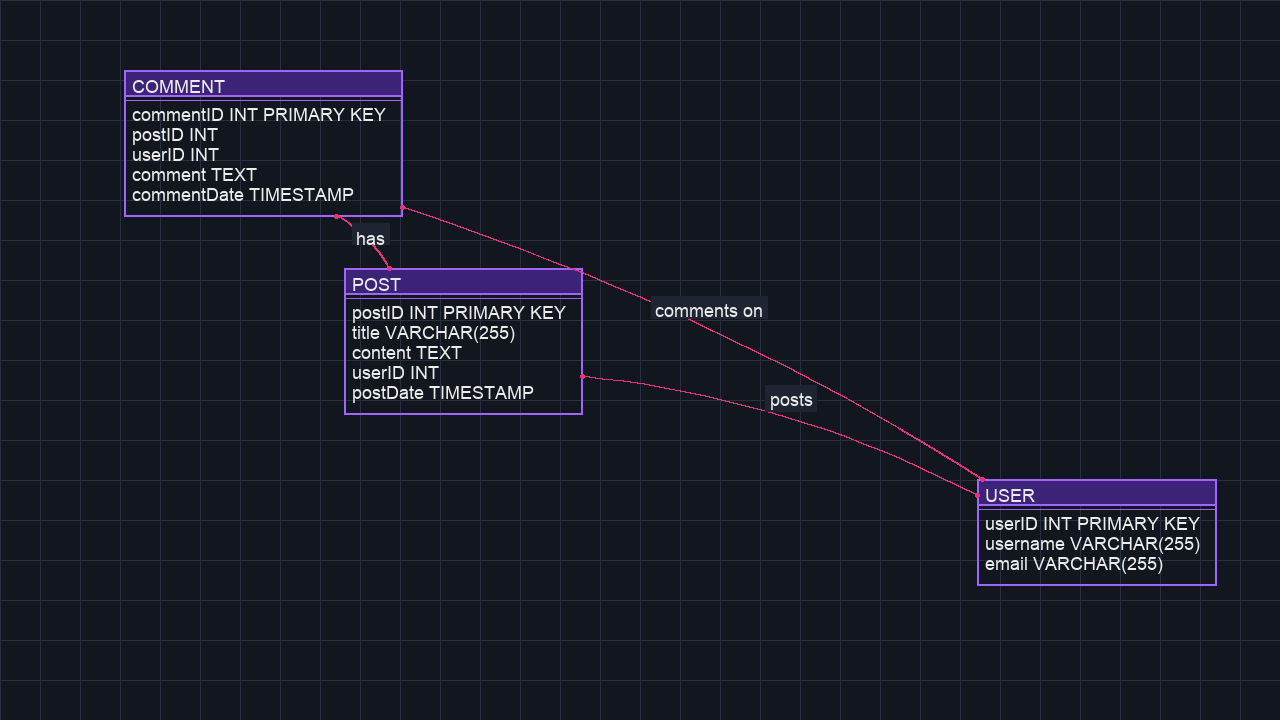 COMMENT
commentID INT PRIMARY KEY
postID INT
userID INT
comment TEXT
commentDate TIMESTAMP
has
POST
postID INT PRIMARY KEY
title VARCHAR(255)
content TEXT
userID INT
postDate TIMESTAMP
comments on
posts
USER
userID INT PRIMARY KEY
username VARCHAR(255)
email VARCHAR(255)